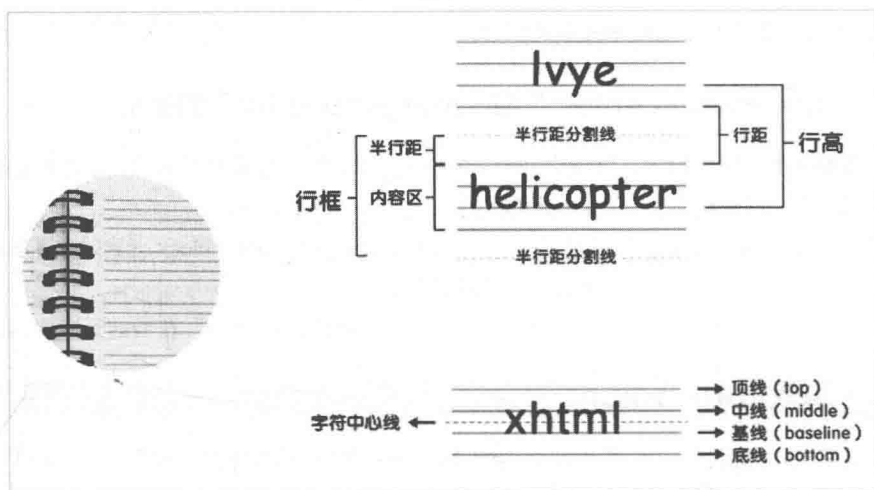 lvye
半行距分割线
行距
行高
半行距
行框
内容区
helicopter
半行距分割线
顶线（top）
中线（middle）
字符中心线
xhtml
基线（baseline）
底线（bottom）